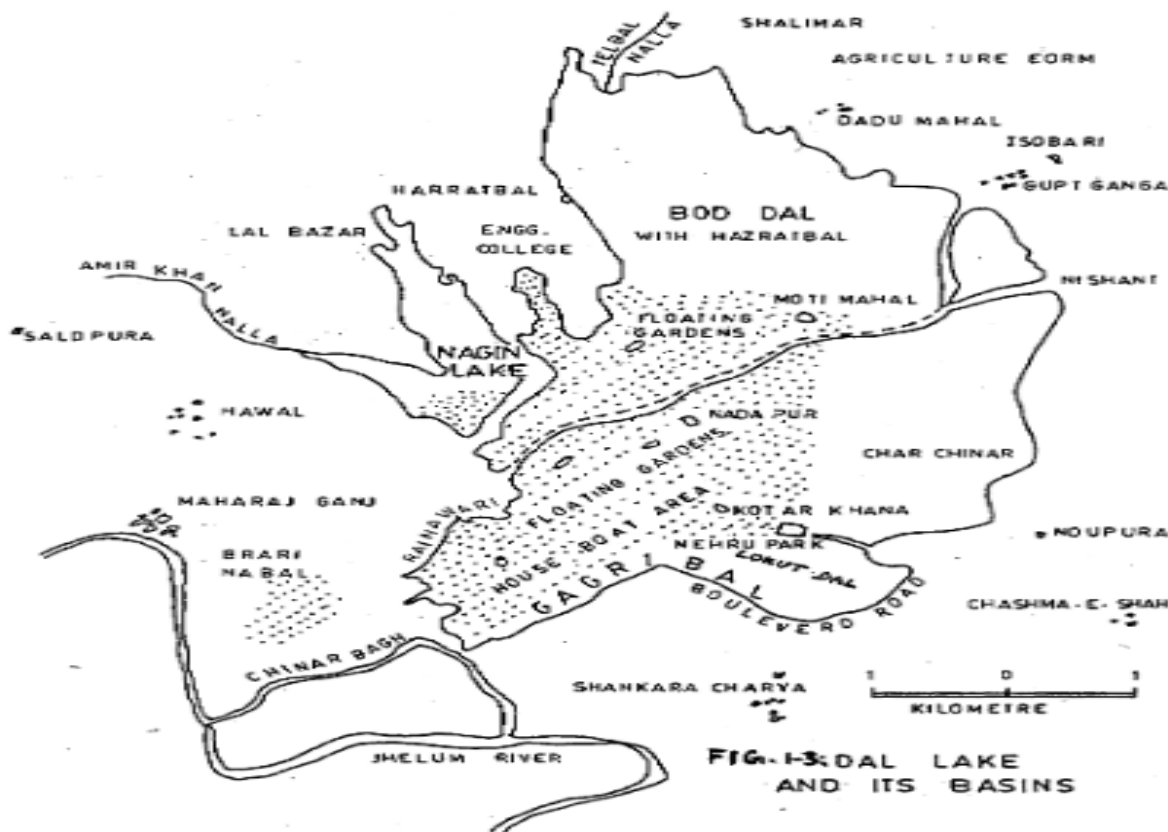 SHALIMAR
TELBAL
NALLA
AGRICULTURE EORM
DADU MAHAL
ISOBARI
GUPT GANGA
HARRATBAL
BOD DAL
WITH HAZRATBAL
LAL BAZAR
ENGG.
COLLEGE
AMIR KHAN
NALLA
NISHANT
MOTI MAHAL
FLOATING
GARDENS
SALDPURA
NAGIN
LAKE
HAWAL
NADA PUR
CHAR CHINAR
MAHARAJ GANJ
RAINAWARI
FLOATING GARDENS
HOUSE BOAT AREA
KOTAR KHANA
NEHRU PARK
NOUPURA
BRARI
NABAL
LOKUT DAL
GAGRIBAL
BOULEVERD ROAD
CHASHMA-E-SHAH
CHINAR BAGH
SHANKARA CHARYA
1 0 1
KILOMETRE
JHELUM RIVER
FIG. 1-3: DAL LAKE
AND ITS BASINS